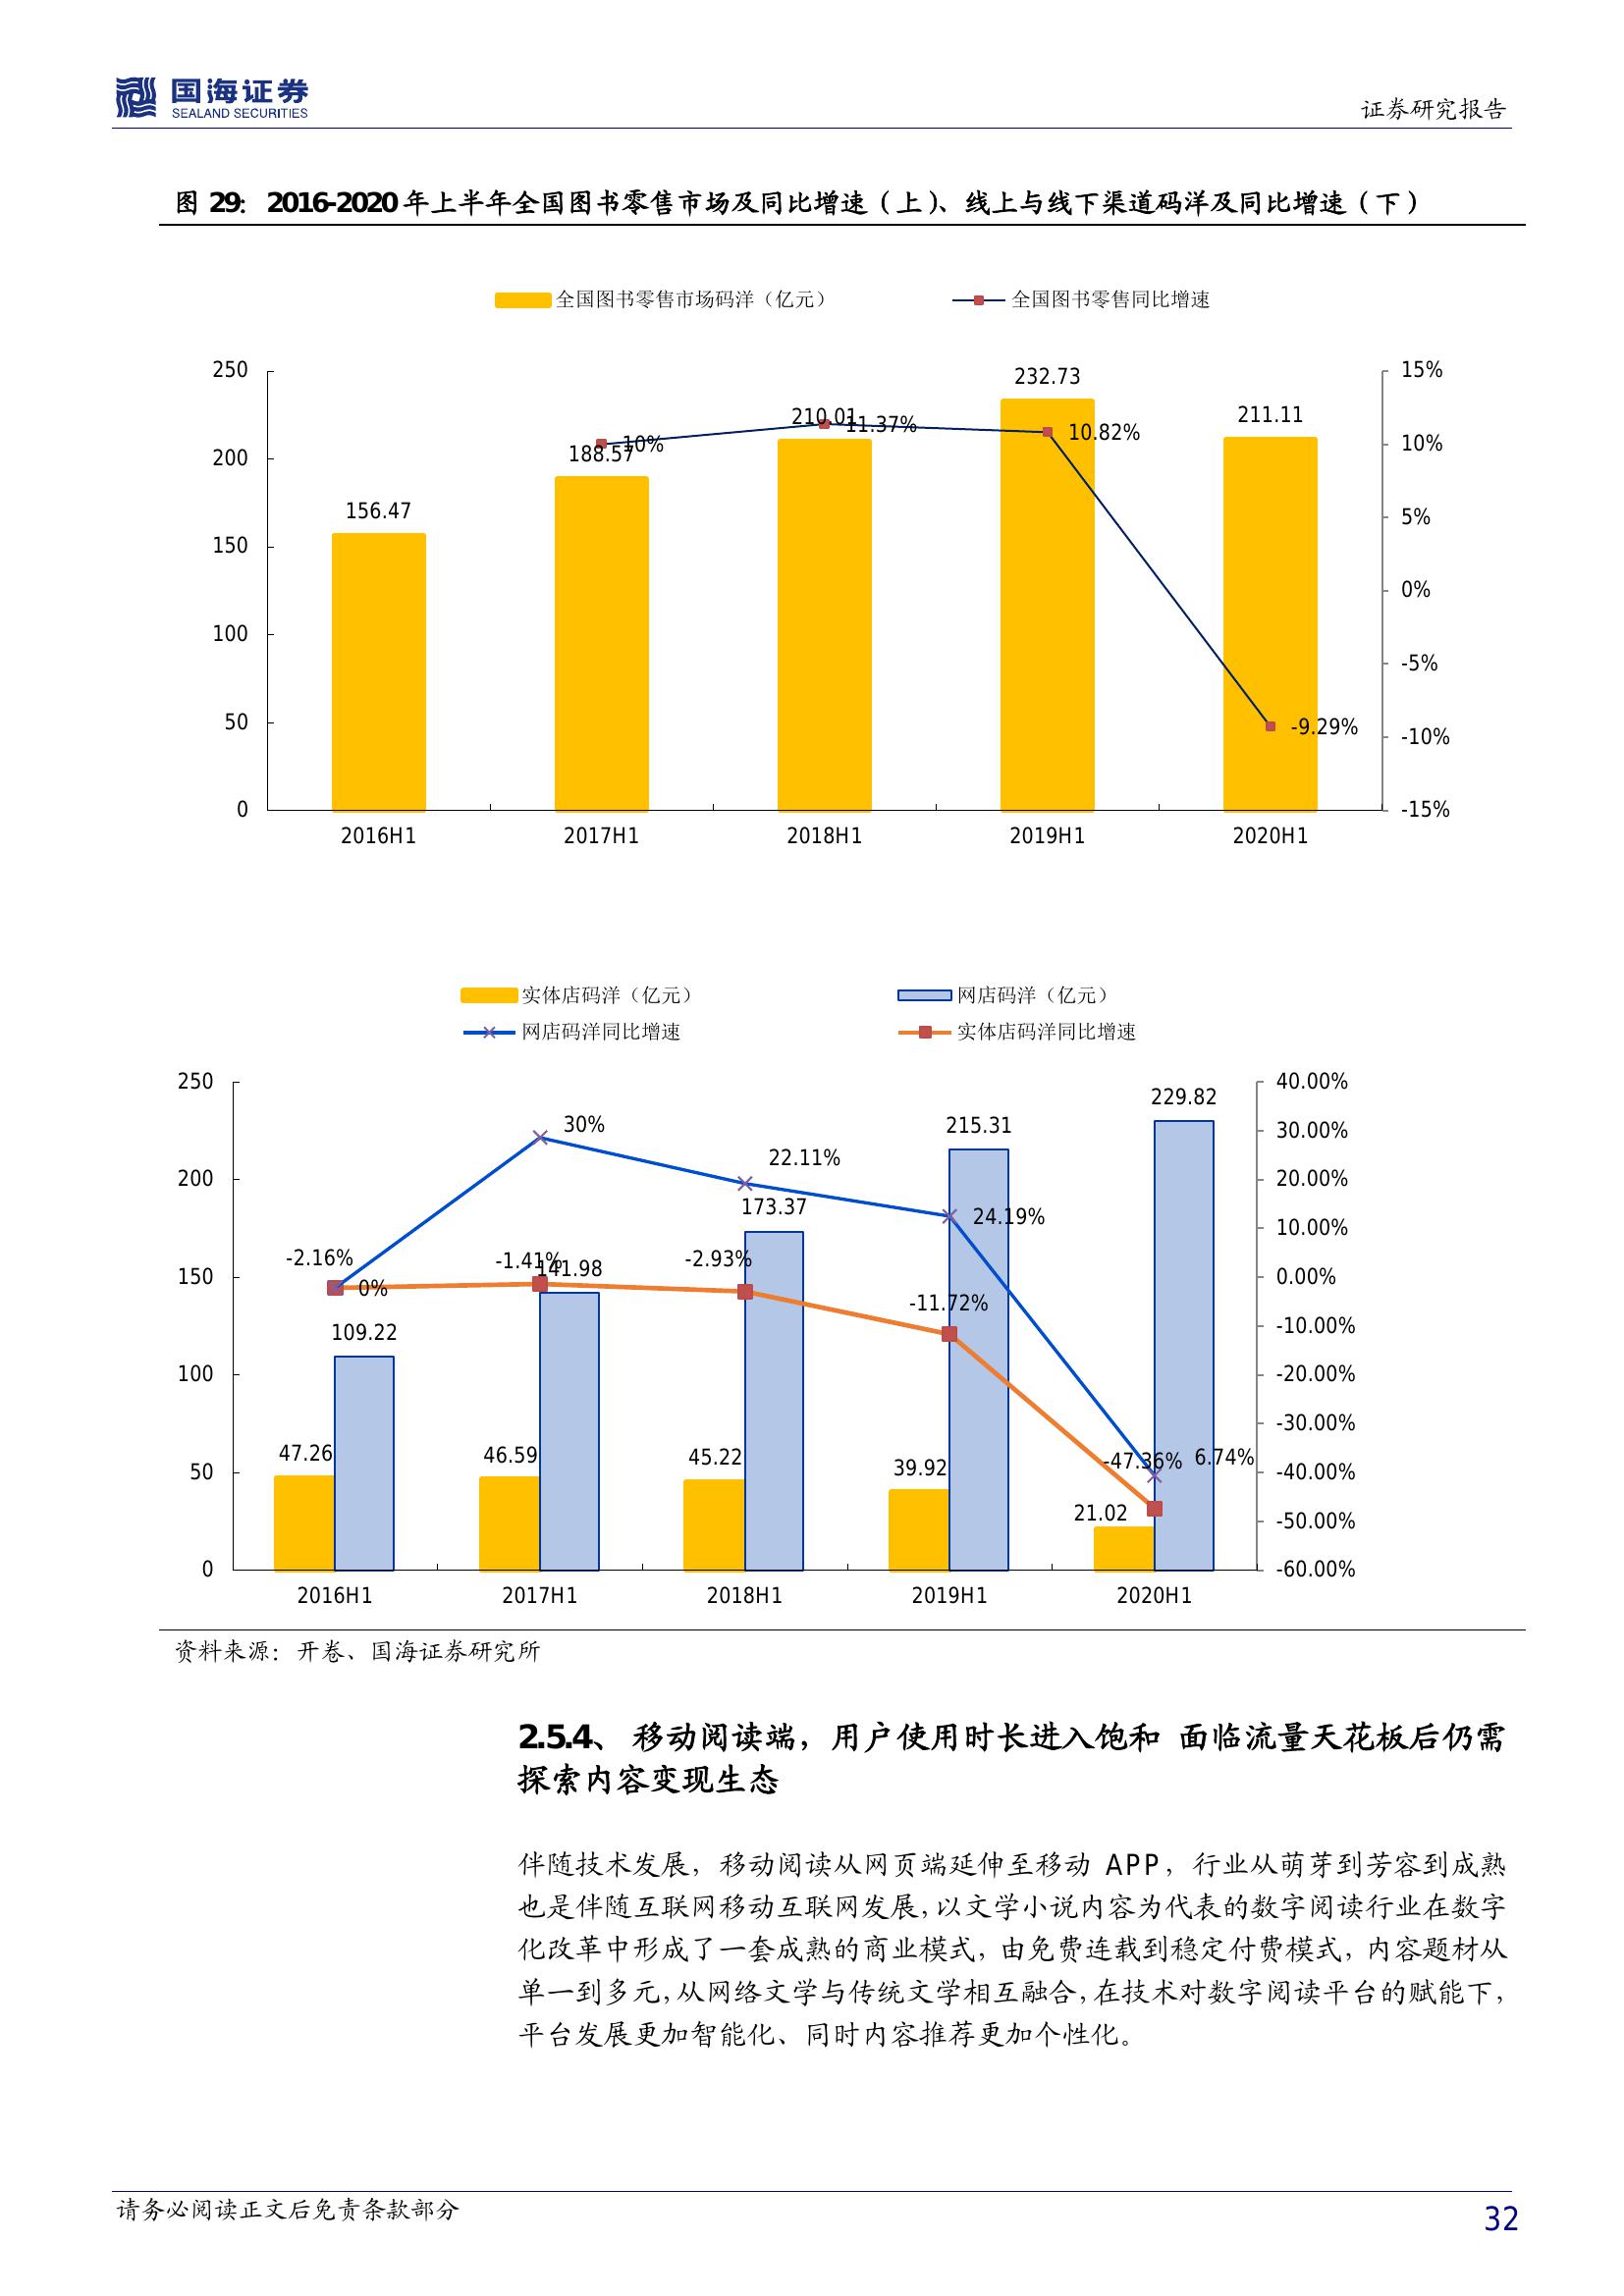 国海证券
SEALAND SECURITIES
证券研究报告
图 29： 2016-2020 年上半年全国图书零售市场及同比增速（上）、线上与线下渠道码洋及同比增速（下）
全国图书零售市场码洋（亿元） 全国图书零售同比增速
250 15%
232.73
210.01 211.11
11.37% 10.82%
10% 10%
188.57
200
156.47
5%
150
0%
100
-5%
50 -9.29%
-10%
0 -15%
2016H1 2017H1 2018H1 2019H1 2020H1
实体店码洋（亿元） 网店码洋（亿元）
网店码洋同比增速 实体店码洋同比增速
250 40.00%
229.82
30% 215.31 30.00%
22.11%
200 20.00%
173.37
24.19% 10.00%
-2.16% -1.41% -2.93%
141.98
150 0.00%
0%
-11.72%
109.22 -10.00%
100 -20.00%
-30.00%
47.26 46.59 45.22 39.92 -47.36% 6.74%
50 -40.00%
21.02 -50.00%
0 -60.00%
2016H1 2017H1 2018H1 2019H1 2020H1
资料来源：开卷、国海证券研究所
2.5.4、 移动阅读端，用户使用时长进入饱和 面临流量天花板后仍需
探索内容变现生态
伴随技术发展，移动阅读从网页端延伸至移动 APP，行业从萌芽到芳容到成熟
也是伴随互联网移动互联网发展，以文学小说内容为代表的数字阅读行业在数字
化改革中形成了一套成熟的商业模式，由免费连载到稳定付费模式，内容题材从
单一到多元，从网络文学与传统文学相互融合，在技术对数字阅读平台的赋能下，
平台发展更加智能化、同时内容推荐更加个性化。
请务必阅读正文后免责条款部分
32